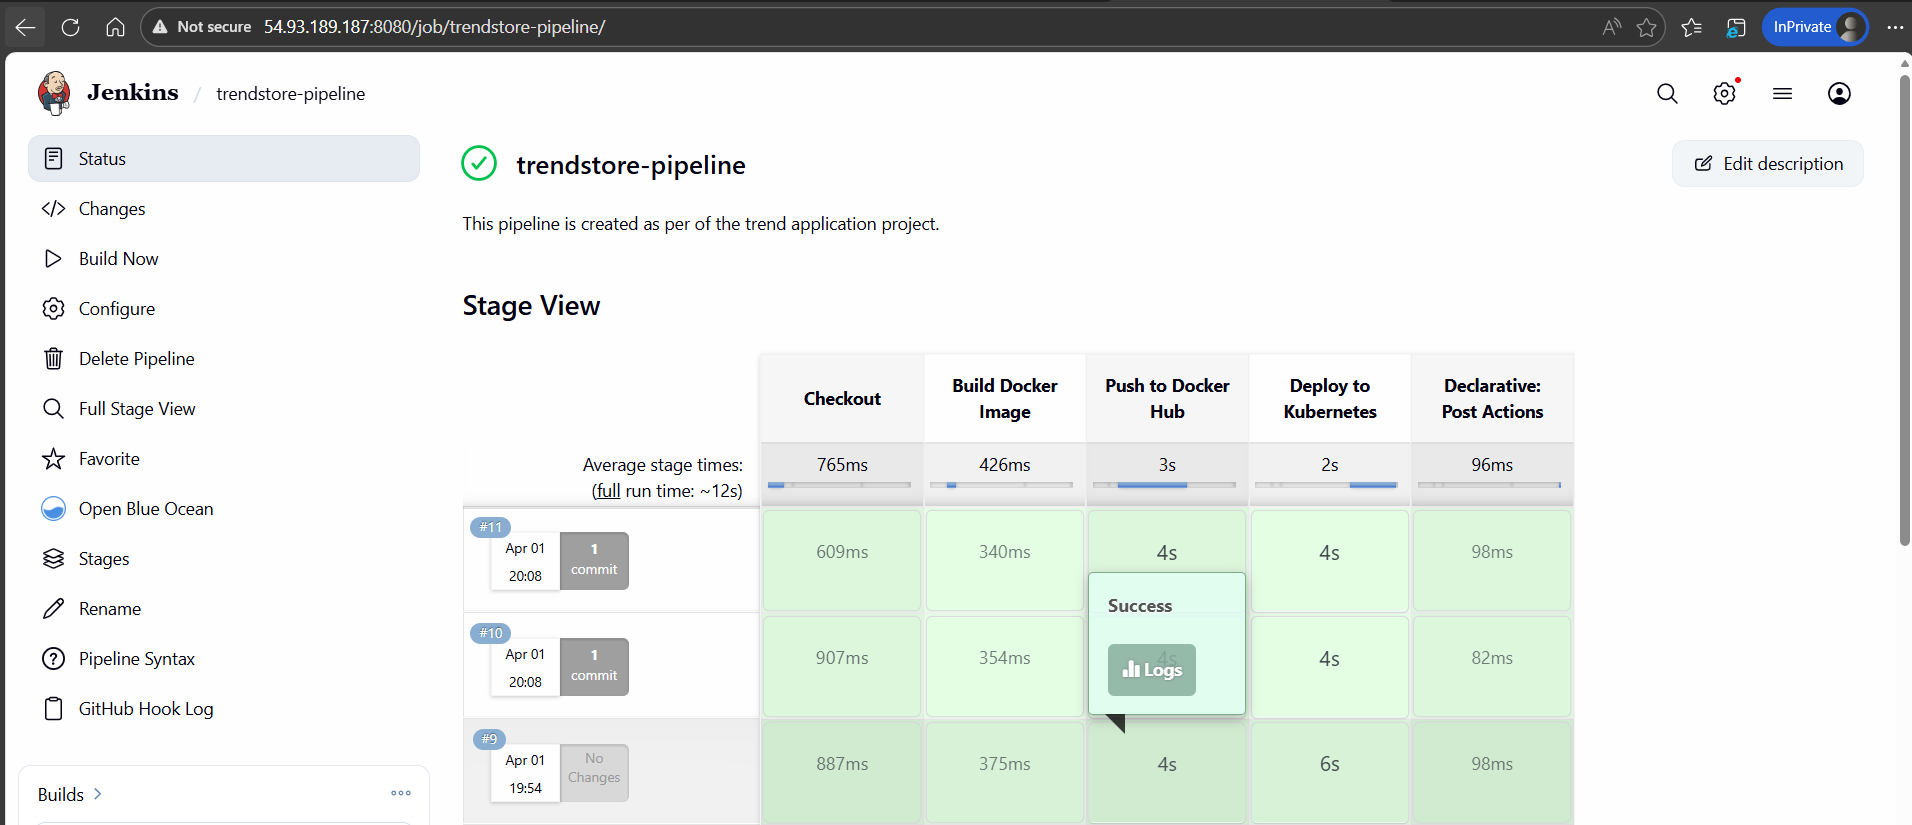 Not secure 54.93.189.187:8080/job/trendstore-pipeline/
InPrivate
Jenkins / trendstore-pipeline
Status
Changes
Build Now
Configure
Delete Pipeline
Full Stage View
Favorite
Open Blue Ocean
Stages
Rename
Pipeline Syntax
GitHub Hook Log
Builds
trendstore-pipeline
Edit description
This pipeline is created as per of the trend application project.
Stage View
Checkout
Build Docker
Image
Push to Docker
Hub
Deploy to
Kubernetes
Declarative:
Post Actions
Average stage times:
(full run time: ~12s)
765ms
426ms
3s
2s
96ms
#11
Apr 01
20:08
1
commit
609ms
340ms
4s
4s
98ms
Success
Logs
#10
Apr 01
20:08
1
commit
907ms
354ms
4s
4s
82ms
#9
Apr 01
19:54
No
Changes
887ms
375ms
4s
6s
98ms